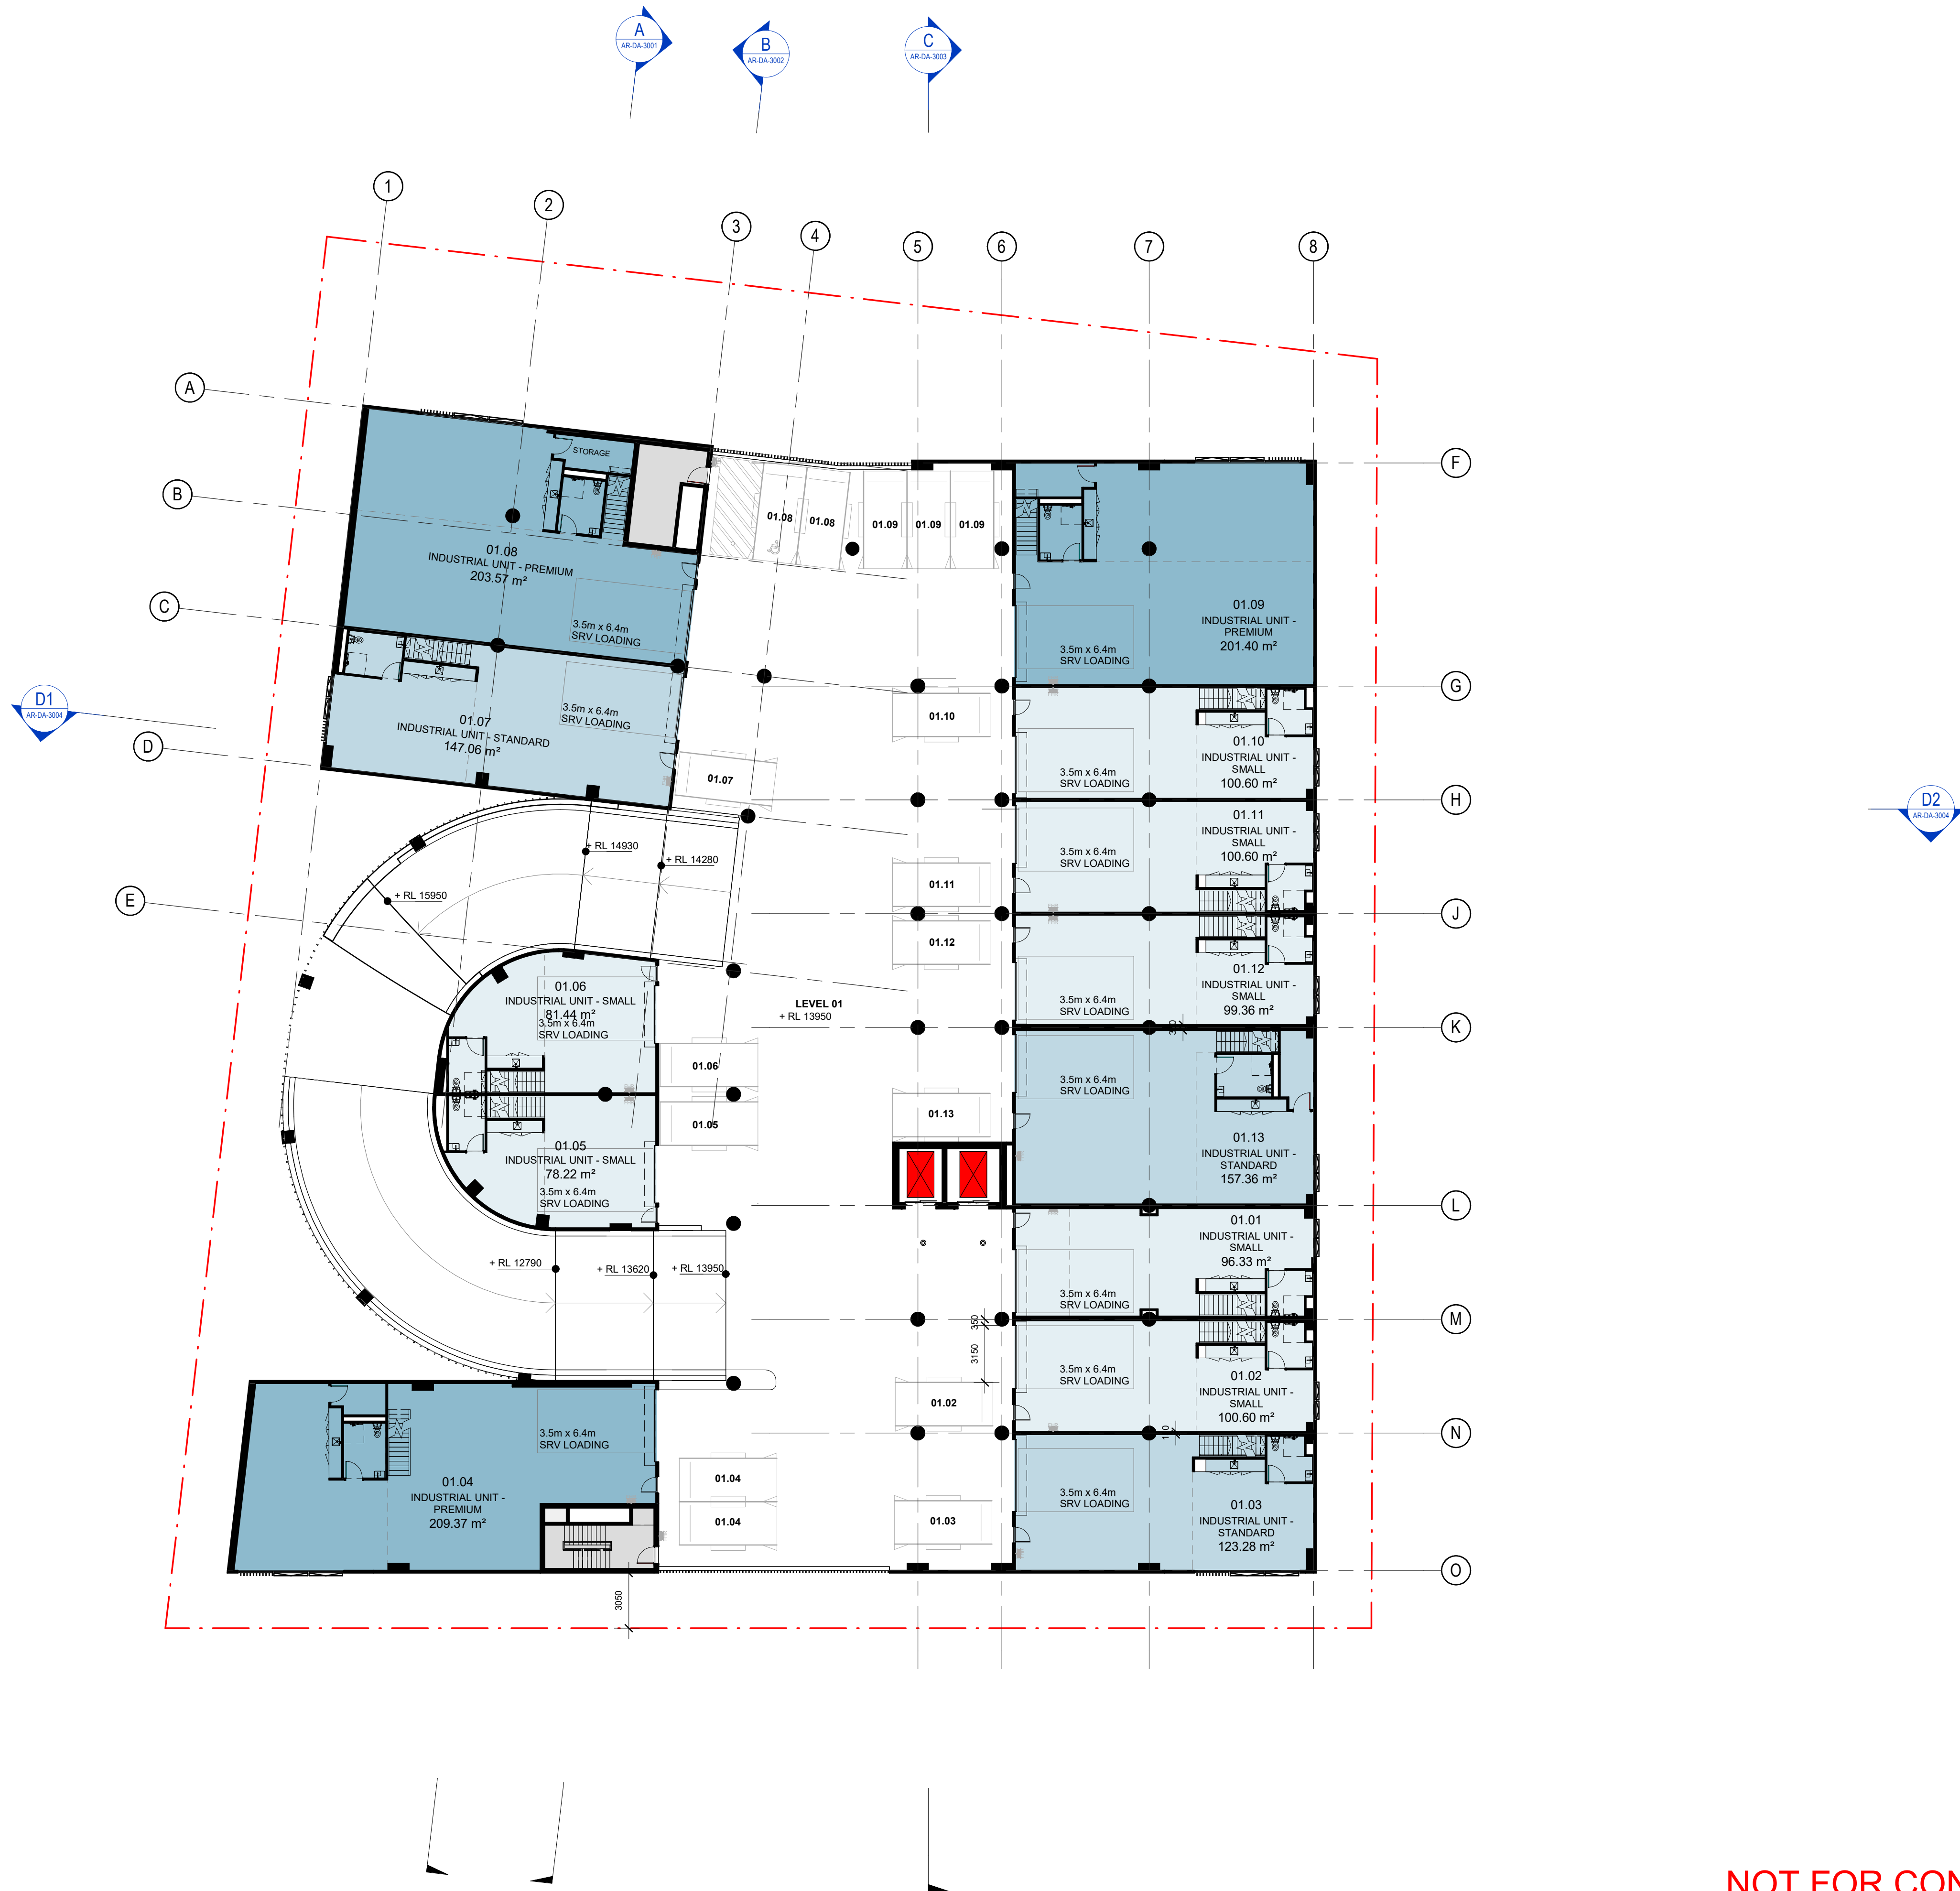 A
AR-DA-3001
B
AR-DA-3002
C
AR-DA-3003
1
2
3
4
5
6
7
8
A
B
C
D
E
F
G
H
J
K
L
M
N
O
D1
AR-DA-3004
D2
AR-DA-3004
STORAGE
01.08
INDUSTRIAL UNIT - PREMIUM
203.57 m²
3.5m x 6.4m
SRV LOADING
01.08
01.08
01.09
01.09
01.09
01.09
INDUSTRIAL UNIT -
PREMIUM
201.40 m²
3.5m x 6.4m
SRV LOADING
01.07
INDUSTRIAL UNIT - STANDARD
147.06 m²
3.5m x 6.4m
SRV LOADING
01.07
01.10
01.10
INDUSTRIAL UNIT -
SMALL
100.60 m²
3.5m x 6.4m
SRV LOADING
01.11
INDUSTRIAL UNIT -
SMALL
100.60 m²
3.5m x 6.4m
SRV LOADING
01.11
01.12
+ RL 14930
+ RL 14280
+ RL 15950
01.12
INDUSTRIAL UNIT -
SMALL
99.36 m²
3.5m x 6.4m
SRV LOADING
01.06
INDUSTRIAL UNIT - SMALL
81.44 m²
3.5m x 6.4m
SRV LOADING
LEVEL 01
+ RL 13950
01.06
01.05
01.13
3.5m x 6.4m
SRV LOADING
01.13
INDUSTRIAL UNIT -
STANDARD
157.36 m²
01.05
INDUSTRIAL UNIT - SMALL
78.22 m²
3.5m x 6.4m
SRV LOADING
01.01
INDUSTRIAL UNIT -
SMALL
96.33 m²
3.5m x 6.4m
SRV LOADING
+ RL 12790
+ RL 13620
+ RL 13950
350
3150
3.5m x 6.4m
SRV LOADING
01.02
INDUSTRIAL UNIT -
SMALL
100.60 m²
01.02
3.5m x 6.4m
SRV LOADING
01.04
INDUSTRIAL UNIT -
PREMIUM
209.37 m²
01.04
01.04
01.03
3.5m x 6.4m
SRV LOADING
01.03
INDUSTRIAL UNIT -
STANDARD
123.28 m²
3050
NOT FOR CON